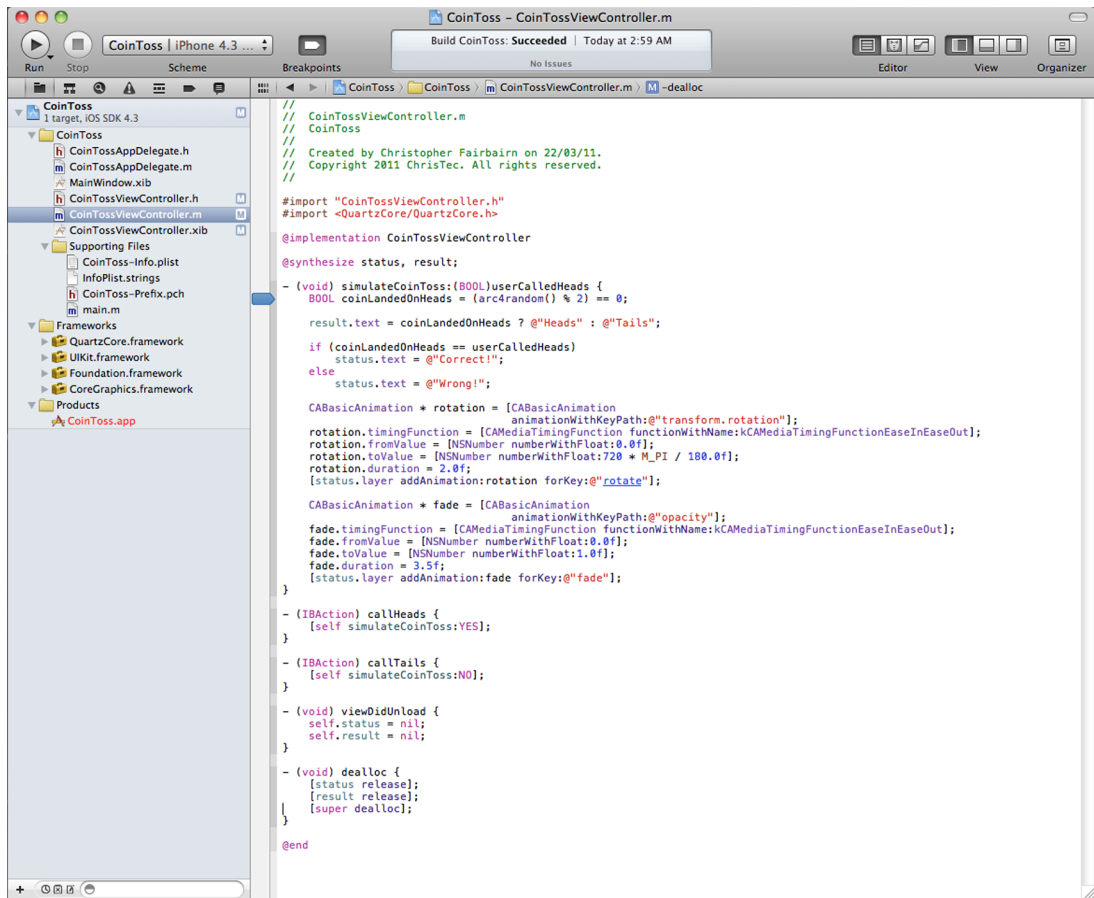 CoinToss – CoinTossViewController.m
CoinToss | iPhone 4.3 ...
Build CoinToss: Succeeded | Today at 2:59 AM
No Issues
Run Stop Scheme Breakpoints Editor View Organizer
CoinToss CoinToss CoinTossViewController.m M -dealloc
CoinToss M
1 target, iOS SDK 4.3
CoinToss
h CoinTossAppDelegate.h
m CoinTossAppDelegate.m
MainWindow.xib
h CoinTossViewController.h M
m CoinTossViewController.m M
CoinTossViewController.xib M
Supporting Files
CoinToss-Info.plist
InfoPlist.strings
h CoinToss-Prefix.pch
m main.m
Frameworks
QuartzCore.framework
UIKit.framework
Foundation.framework
CoreGraphics.framework
Products
CoinToss.app
//
//  CoinTossViewController.m
//  CoinToss
//
//  Created by Christopher Fairbairn on 22/03/11.
//  Copyright 2011 ChrisTec. All rights reserved.
//
#import "CoinTossViewController.h"
#import <QuartzCore/QuartzCore.h>
@implementation CoinTossViewController
@synthesize status, result;
- (void) simulateCoinToss:(BOOL)userCalledHeads {
BOOL coinLandedOnHeads = (arc4random() % 2) == 0;
result.text = coinLandedOnHeads ? @"Heads" : @"Tails";
if (coinLandedOnHeads == userCalledHeads)
status.text = @"Correct!";
else
status.text = @"Wrong!";
CABasicAnimation * rotation = [CABasicAnimation
animationWithKeyPath:@"transform.rotation"];
rotation.timingFunction = [CAMediaTimingFunction functionWithName:kCAMediaTimingFunctionEaseInEaseOut];
rotation.fromValue = [NSNumber numberWithFloat:0.0f];
rotation.toValue = [NSNumber numberWithFloat:720 * M_PI / 180.0f];
rotation.duration = 2.0f;
[status.layer addAnimation:rotation forKey:@"rotate"];
CABasicAnimation * fade = [CABasicAnimation
animationWithKeyPath:@"opacity"];
fade.timingFunction = [CAMediaTimingFunction functionWithName:kCAMediaTimingFunctionEaseInEaseOut];
fade.fromValue = [NSNumber numberWithFloat:0.0f];
fade.toValue = [NSNumber numberWithFloat:1.0f];
fade.duration = 3.5f;
[status.layer addAnimation:fade forKey:@"fade"];
}
- (IBAction) callHeads {
[self simulateCoinToss:YES];
}
- (IBAction) callTails {
[self simulateCoinToss:NO];
}
- (void) viewDidUnload {
self.status = nil;
self.result = nil;
}
- (void) dealloc {
[status release];
[result release];
[super dealloc];
}
@end